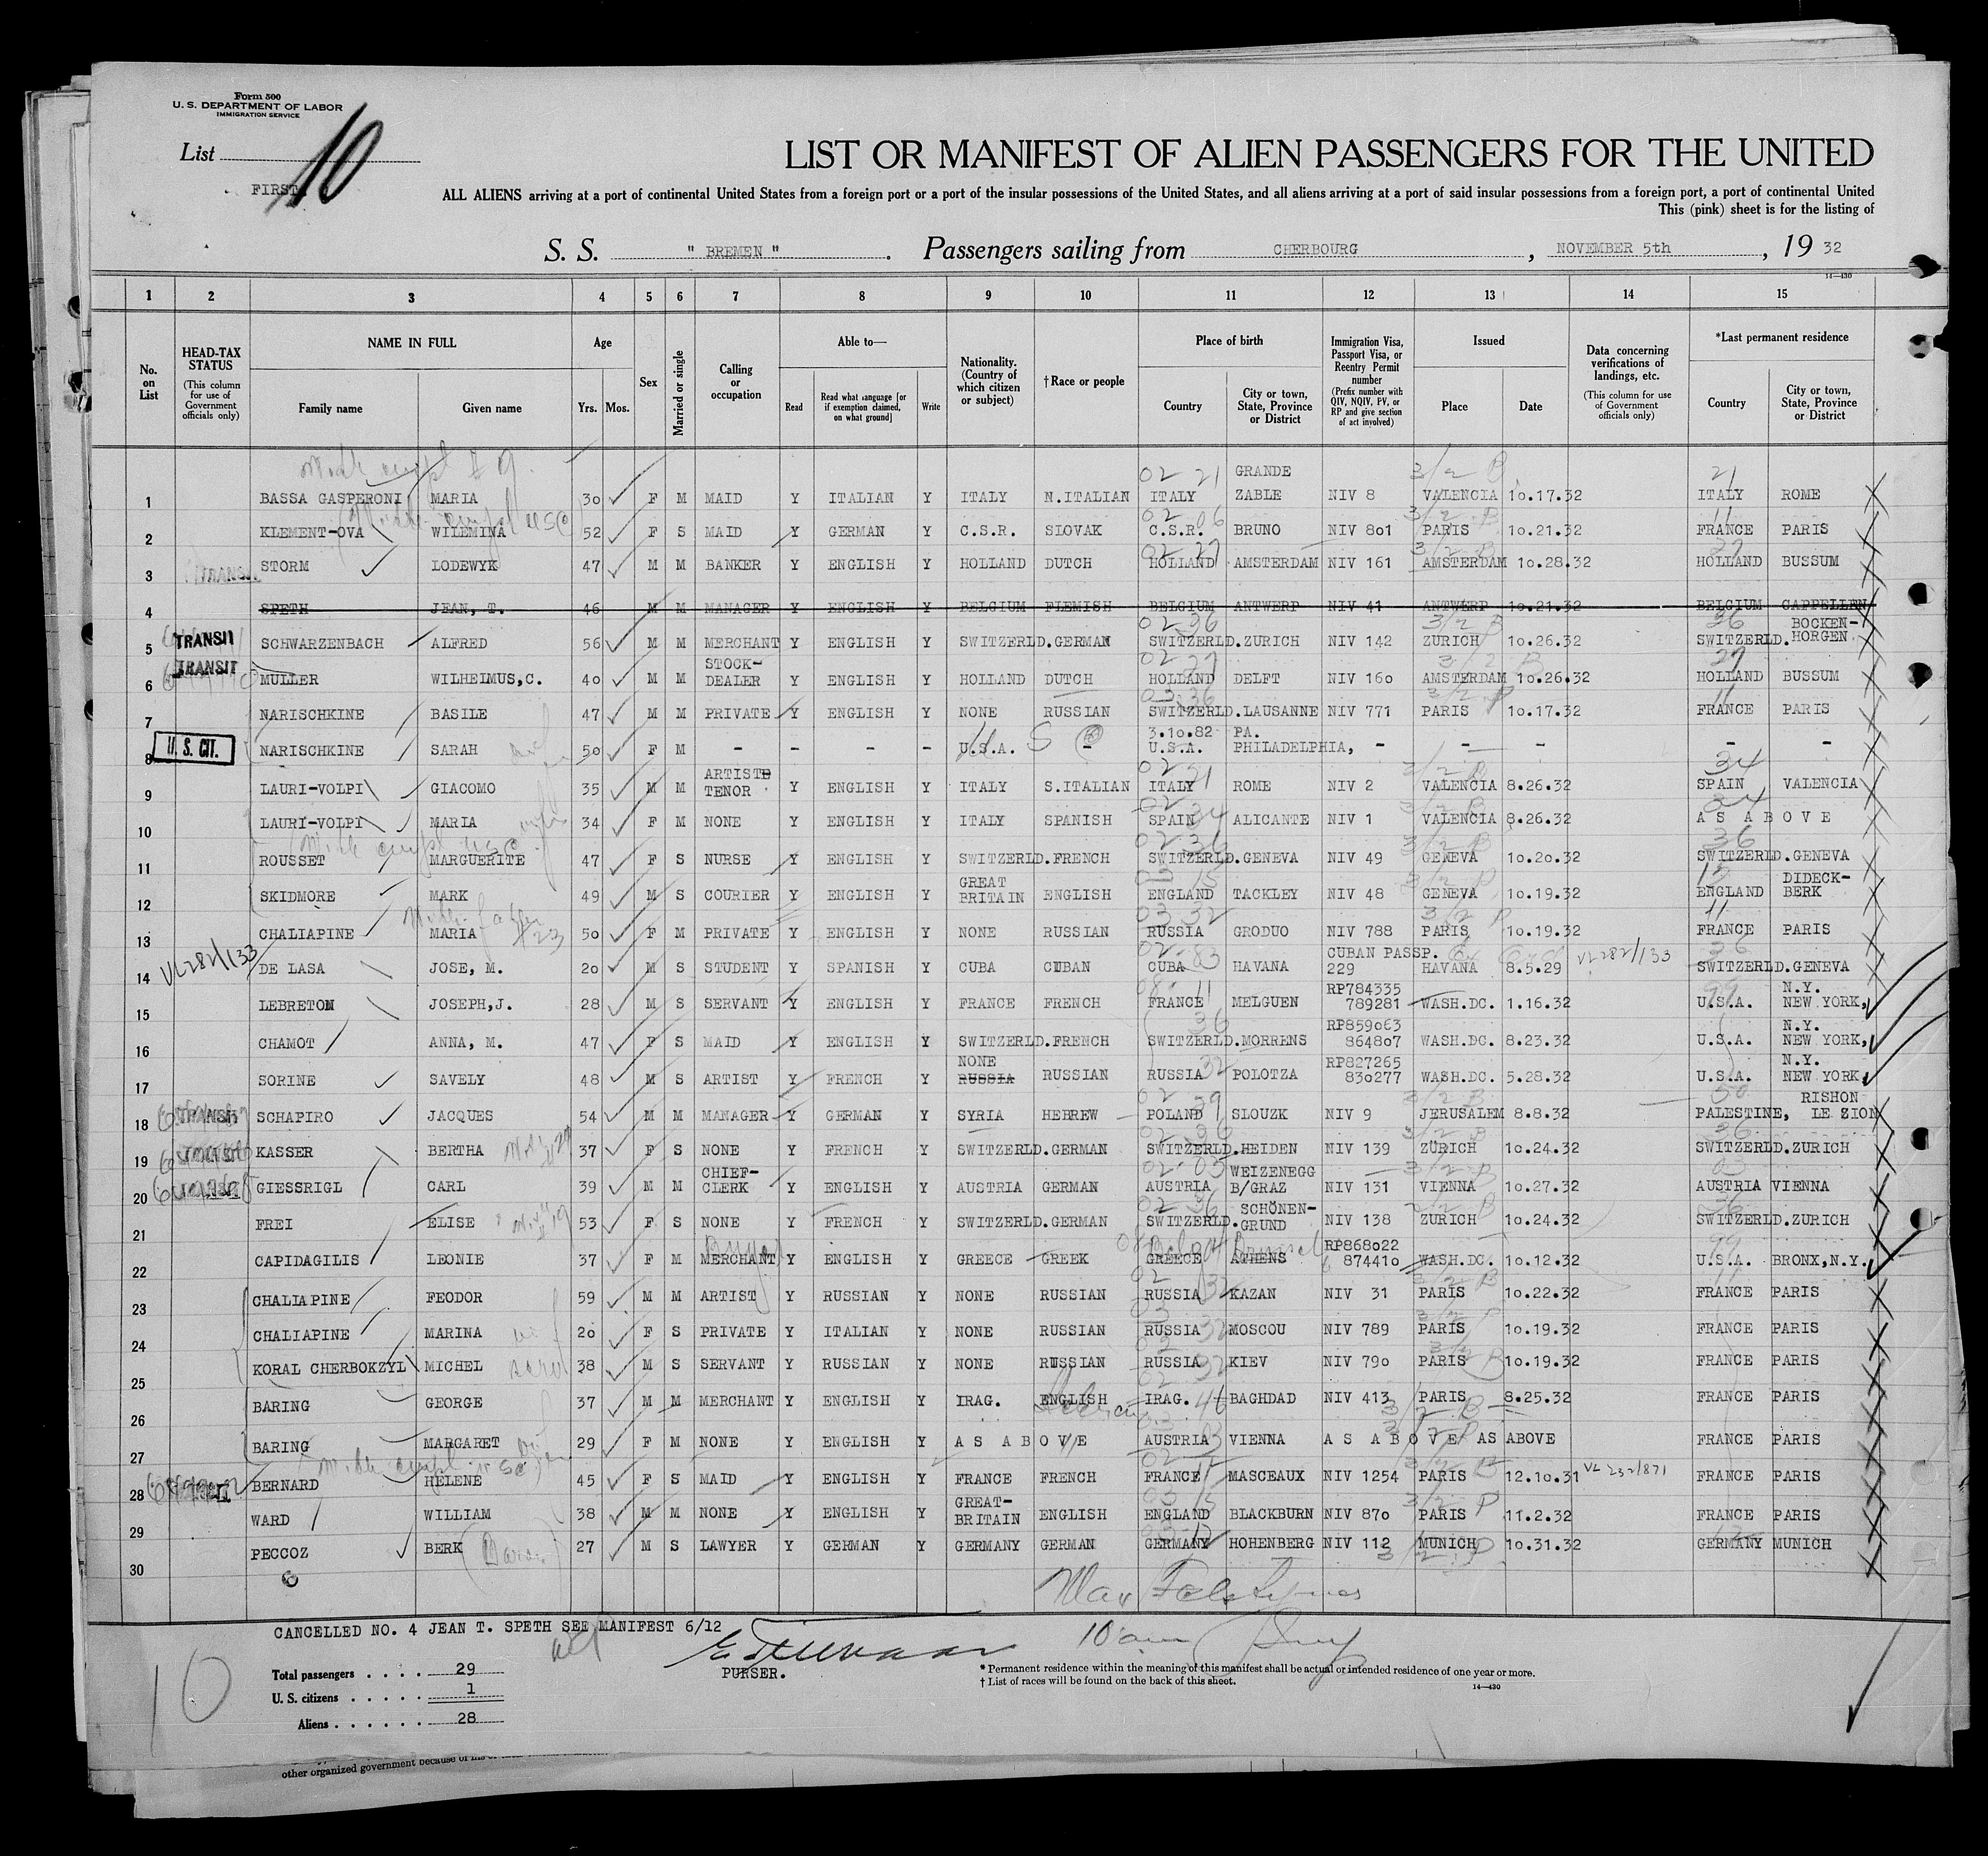 Form 500
U. S. DEPARTMENT OF LABOR
IMMIGRATION SERVICE
List 10
FIRST
LIST OR MANIFEST OF ALIEN PASSENGERS FOR THE UNITED
ALL ALIENS arriving at a port of continental United States from a foreign port or a port of the insular possessions of the United States, and all aliens arriving at a port of said insular possessions from a foreign port, a port of continental United
This (pink) sheet is for the listing of
S. S. " BREMEN " . Passengers sailing from CHERBOURG , NOVEMBER 5th , 19 32
14—430
1 2 3 4 5 6 7 8 9 10 11 12 13 14 15
No. on List
HEAD-TAX STATUS (This column for use of Government officials only)
NAME IN FULL
Family name Given name
Age
Yrs. Mos.
Sex
Married or single
Calling or occupation
Able to—
Read Read what language [or if exemption claimed, on what ground] Write
Nationality. (Country of which citizen or subject)
†Race or people
Place of birth
Country City or town, State, Province or District
Immigration Visa, Passport Visa, or Reentry Permit number (Prefix number with QIV, NQIV, PV, or RP and give section of act involved)
Issued
Place Date
Data concerning verifications of landings, etc. (This column for use of Government officials only)
*Last permanent residence
Country City or town, State, Province or District
1 BASSA GASPERONI MARIA 30 F M MAID Y ITALIAN Y ITALY N.ITALIAN ITALY GRANDE ZABLE NIV 8 VALENCIA 10.17.32 ITALY ROME
2 KLEMENT-OVA WILEMINA 52 F S MAID Y GERMAN Y C.S.R. SLOVAK C.S.R. BRUNO NIV 801 PARIS 10.21.32 FRANCE PARIS
3 TRANSIT STORM LODEWYK 47 M M BANKER Y ENGLISH Y HOLLAND DUTCH HOLLAND AMSTERDAM NIV 161 AMSTERDAM 10.28.32 HOLLAND BUSSUM
4 SPETH JEAN, T. 46 M M MANAGER Y ENGLISH Y BELGIUM FLEMISH BELGIUM ANTWERP NIV 41 ANTWERP 10.21.32 BELGIUM CAPPELLEN
5 TRANSIT SCHWARZENBACH ALFRED 56 M M MERCHANT Y ENGLISH Y SWITZERLD. GERMAN SWITZERLD. ZURICH NIV 142 ZURICH 10.26.32 SWITZERLD. BOCKEN-HORGEN
6 TRANSIT MULLER WILHEIMUS,C. 40 M M STOCK-DEALER Y ENGLISH Y HOLLAND DUTCH HOLLAND DELFT NIV 160 AMSTERDAM 10.26.32 HOLLAND BUSSUM
7 NARISCHKINE BASILE 47 M M PRIVATE Y ENGLISH Y NONE RUSSIAN SWITZERLD. LAUSANNE NIV 771 PARIS 10.17.32 FRANCE PARIS
8 U. S. CIT. NARISCHKINE SARAH 50 F M - - - - U.S.A. - 3.10.82 U.S.A. PA. PHILADELPHIA, - - - - -
9 LAURI-VOLPI GIACOMO 35 M M ARTIST TENOR Y ENGLISH Y ITALY S.ITALIAN ITALY ROME NIV 2 VALENCIA 8.26.32 SPAIN VALENCIA
10 LAURI-VOLPI MARIA 34 F M NONE Y ENGLISH Y ITALY SPANISH SPAIN ALICANTE NIV 1 VALENCIA 8.26.32 A S A B O V E
11 ROUSSET MARGUERITE 47 F S NURSE Y ENGLISH Y SWITZERLD. FRENCH SWITZERLD. GENEVA NIV 49 GENEVA 10.20.32 SWITZERLD. GENEVA
12 SKIDMORE MARK 49 M S COURIER Y ENGLISH Y GREAT BRITAIN ENGLISH ENGLAND TACKLEY NIV 48 GENEVA 10.19.32 ENGLAND DIDECK-BERK
13 CHALIAPINE MARIA 50 F M PRIVATE Y ENGLISH Y NONE RUSSIAN RUSSIA GRODUO NIV 788 PARIS 10.19.32 FRANCE PARIS
14 VL282/133 DE LASA JOSE, M. 20 M S STUDENT Y SPANISH Y CUBA CUBAN CUBA HAVANA CUBAN PASSP. 229 HAVANA 8.5.29 VL282/133 SWITZERLD. GENEVA
15 LEBRETON JOSEPH,J. 28 M S SERVANT Y ENGLISH Y FRANCE FRENCH FRANCE MELGUEN RP784335 789281 WASH.DC. 1.16.32 U.S.A. N.Y. NEW YORK,
16 CHAMOT ANNA, M. 47 F S MAID Y ENGLISH Y SWITZERLD. FRENCH SWITZERLD. MORRENS RP859063 864807 WASH.DC. 8.23.32 U.S.A. N.Y. NEW YORK,
17 SORINE SAVELY 48 M S ARTIST Y FRENCH Y NONE RUSSIA RUSSIAN RUSSIA POLOTZA RP827265 830277 WASH.DC. 5.28.32 U.S.A. N.Y. NEW YORK,
18 TRANSIT SCHAPIRO JACQUES 54 M M MANAGER Y GERMAN Y SYRIA HEBREW POLAND SLOUZK NIV 9 JERUSALEM 8.8.32 PALESTINE, RISHON LE ZION
19 KASSER BERTHA 37 F S NONE Y FRENCH Y SWITZERLD. GERMAN SWITZERLD. HEIDEN NIV 139 ZÜRICH 10.24.32 SWITZERLD. ZURICH
20 GIESSRIGL CARL 39 M M CHIEF-CLERK Y ENGLISH Y AUSTRIA GERMAN AUSTRIA WEIZENEGG B/GRAZ NIV 131 VIENNA 10.27.32 AUSTRIA VIENNA
21 FREI ELISE 53 F S NONE Y FRENCH Y SWITZERLD. GERMAN SWITZERLD. SCHÖNEN-GRUND NIV 138 ZURICH 10.24.32 SWITZERLD. ZURICH
22 CAPIDAGILIS LEONIE 37 F M MERCHANT Y ENGLISH Y GREECE GREEK GREECE ATHENS RP868022 874410 WASH.DC. 10.12.32 U.S.A. BRONX,N.Y.
23 CHALIAPINE FEODOR 59 M M ARTIST Y RUSSIAN Y NONE RUSSIAN RUSSIA KAZAN NIV 31 PARIS 10.22.32 FRANCE PARIS
24 CHALIAPINE MARINA 20 F S PRIVATE Y ITALIAN Y NONE RUSSIAN RUSSIA MOSCOU NIV 789 PARIS 10.19.32 FRANCE PARIS
25 KORAL CHERBOKZYL MICHEL 38 M S SERVANT Y RUSSIAN Y NONE RUSSIAN RUSSIA KIEV NIV 790 PARIS 10.19.32 FRANCE PARIS
26 BARING GEORGE 37 M M MERCHANT Y ENGLISH Y IRAG. ENGLISH IRAG. BAGHDAD NIV 413 PARIS 8.25.32 FRANCE PARIS
27 BARING MARGARET 29 F M NONE Y ENGLISH Y A S A B O V E AUSTRIA VIENNA A S A B O V E AS ABOVE FRANCE PARIS
28 BERNARD HELENE 45 F S MAID Y ENGLISH Y FRANCE FRENCH FRANCE MASCEAUX NIV 1254 PARIS 12.10.31 VL 232/871 FRANCE PARIS
29 WARD WILLIAM 38 M M NONE Y ENGLISH Y GREAT-BRITAIN ENGLISH ENGLAND BLACKBURN NIV 870 PARIS 11.2.32 FRANCE PARIS
30 PECCOZ BERK 27 M S LAWYER Y GERMAN Y GERMANY GERMAN GERMANY HOHENBERG NIV 112 MUNICH 10.31.32 GERMANY MUNICH
CANCELLED NO. 4 JEAN T. SPETH SEE MANIFEST 6/12
10 am
PURSER.
Total passengers . . . . 29
U. S. citizens . . . . . 1
Aliens . . . . . . 28
10
* Permanent residence within the meaning of this manifest shall be actual or intended residence of one year or more.
† List of races will be found on the back of this sheet.
14—430
other organized government because of his or